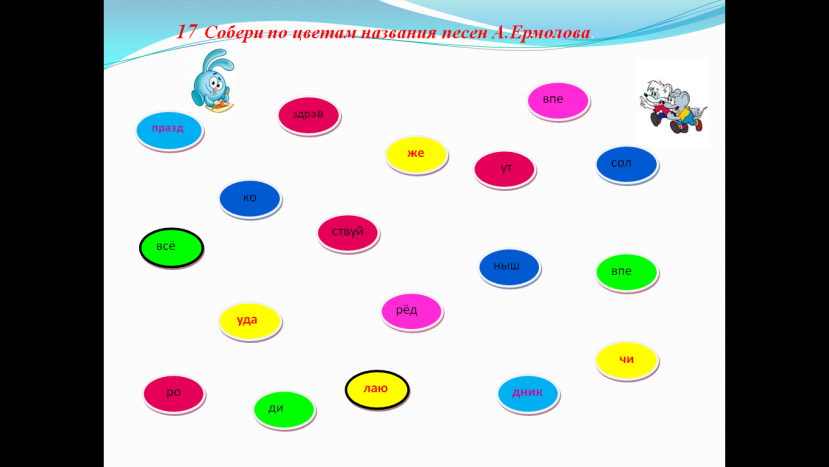 17 Собери по цветам названия песен А.Ермолова
впе
здрав
празд
же
ут
сол
ко
ствуй
всё
ныш
впе
рёд
уда
чи
лаю
ро
дник
ди